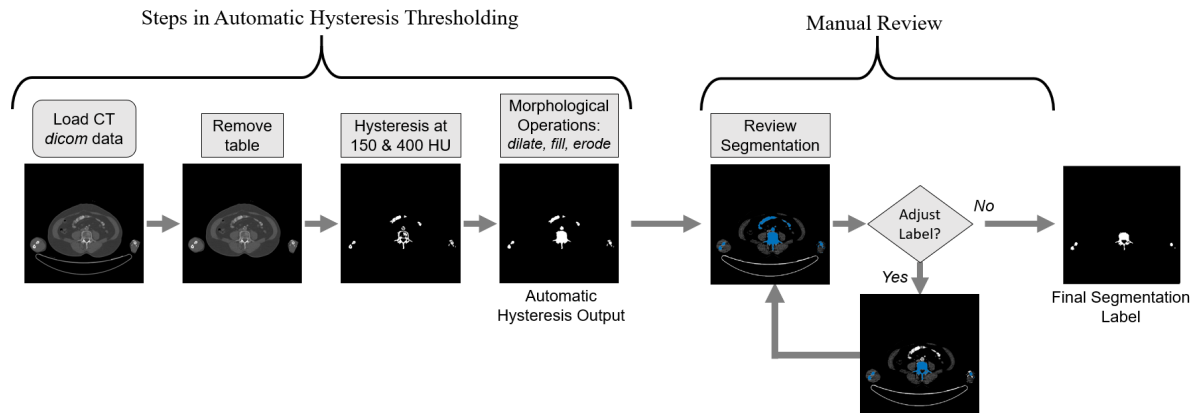 Steps in Automatic Hysteresis Thresholding
Manual Review
Load CT
dicom data
Remove
table
Hysteresis at
150 & 400 HU
Morphological
Operations:
dilate, fill, erode
Review
Segmentation
Adjust
Label?
No
Yes
Automatic
Hysteresis Output
Final Segmentation
Label